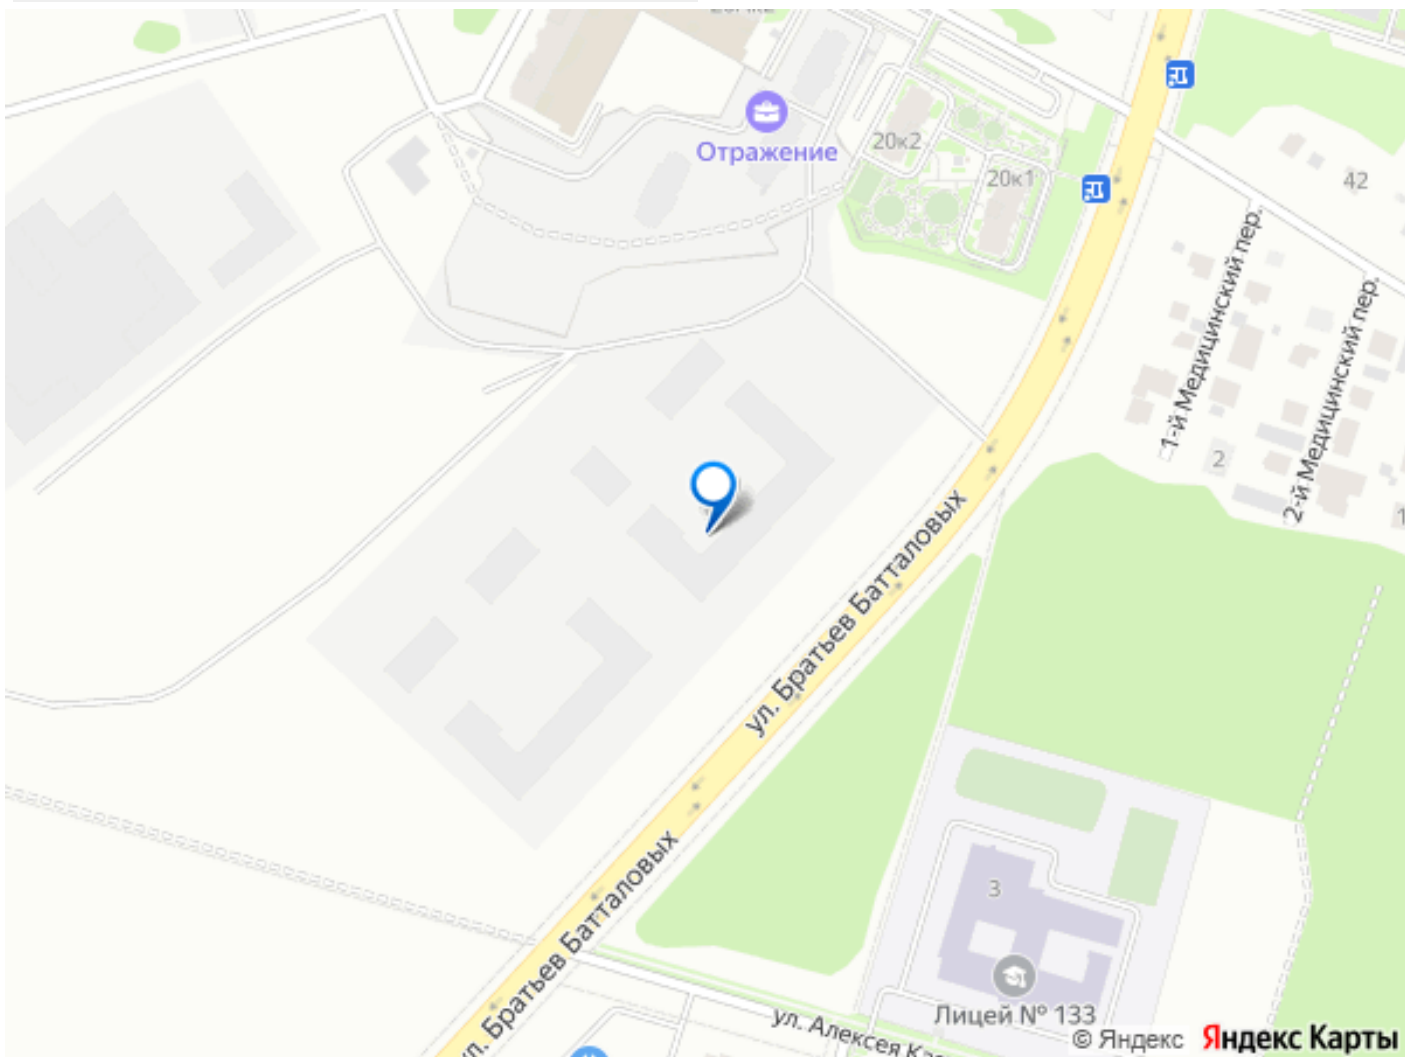 Отражение
20к2
20к1
42
1-й Медицинский пер.
2-й Медицинский пер.
2
ул. Братьев Батталовых
3
ул. Братьев Батталовых
Лицей № 133
ул. Алексея
© Яндекс
Яндекс Карты